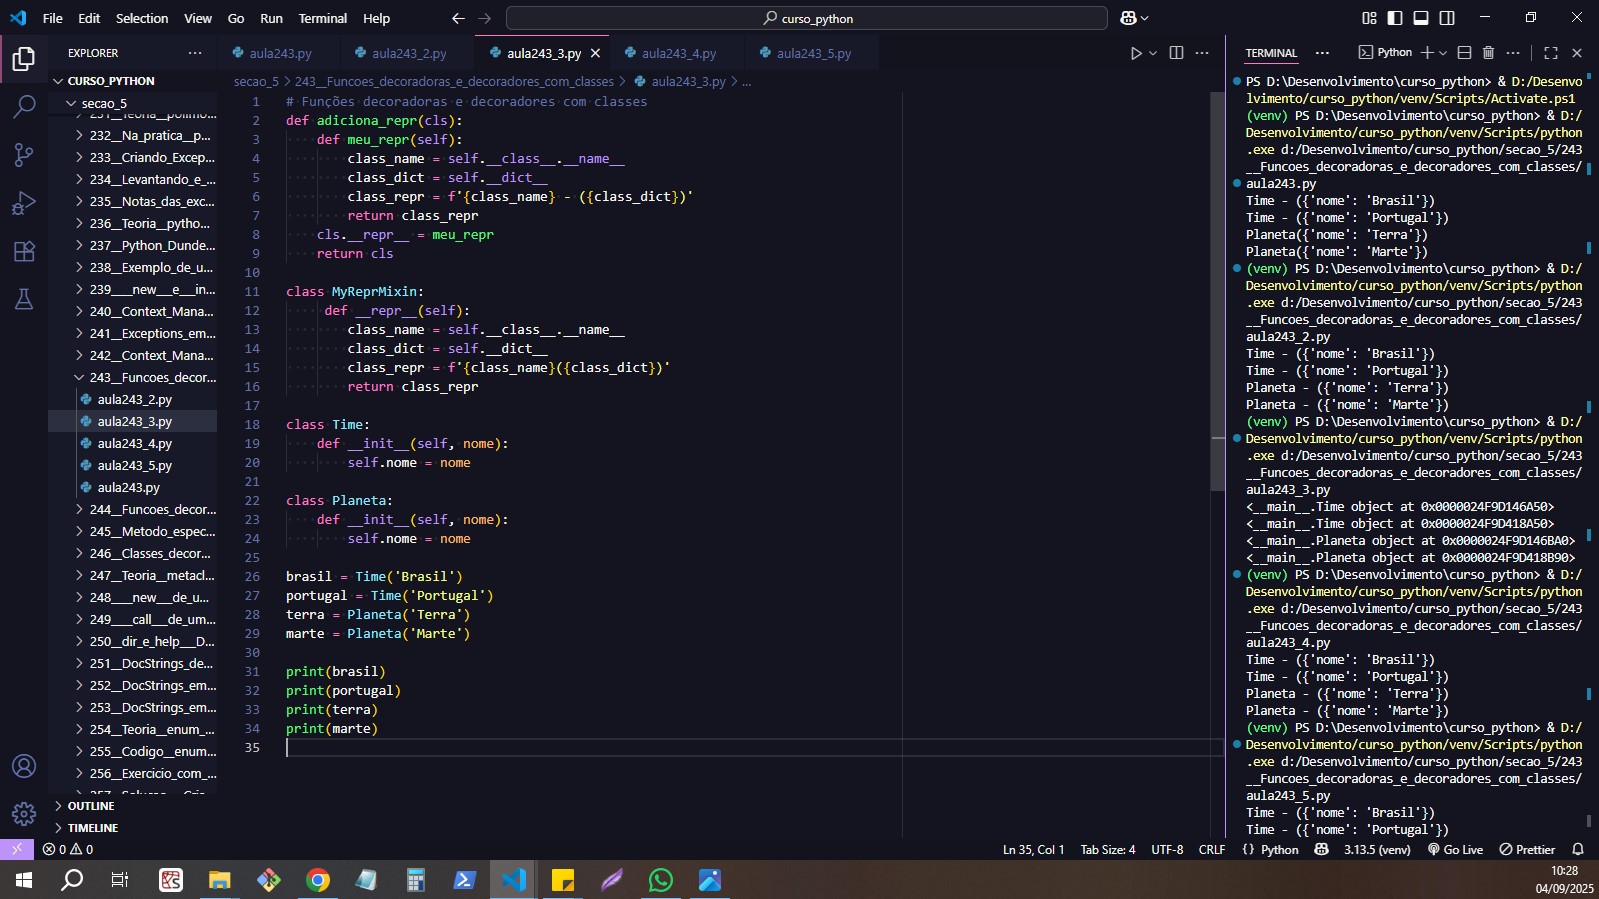 File Edit Selection View Go Run Terminal Help
curso_python
EXPLORER
CURSO_PYTHON
secao_5
232__Na_pratica__p...
233__Criando_Excep...
234__Levantando_e_...
235__Notas_das_exc...
236__Teoria__pytho...
237__Python_Dunde...
238__Exemplo_de_u...
239___new__e__in...
240__Context_Mana...
241__Exceptions_em...
242__Context_Mana...
243__Funcoes_decor...
aula243_2.py
aula243_3.py
aula243_4.py
aula243_5.py
aula243.py
244__Funcoes_decor...
245__Metodo_espec...
246__Classes_decor...
247__Teoria__metacl...
248___new___de_u...
249___call___de_um...
250__dir_e_help___D...
251__DocStrings_de...
252__DocStrings_em...
253__DocStrings_em...
254__Teoria__enum_...
255__Codigo__enum...
256__Exercicio_com_...
OUTLINE
TIMELINE
aula243.py aula243_2.py aula243_3.py aula243_4.py aula243_5.py
secao_5 > 243__Funcoes_decoradoras_e_decoradores_com_classes > aula243_3.py > ...
1 # Funções decoradoras e decoradores com classes
2 def adiciona_repr(cls):
3 def meu_repr(self):
4 class_name = self.__class__.__name__
5 class_dict = self.__dict__
6 class_repr = f'{class_name} - ({class_dict})'
7 return class_repr
8 cls.__repr__ = meu_repr
9 return cls
10
11 class MyReprMixin:
12 def __repr__(self):
13 class_name = self.__class__.__name__
14 class_dict = self.__dict__
15 class_repr = f'{class_name}({class_dict})'
16 return class_repr
17
18 class Time:
19 def __init__(self, nome):
20 self.nome = nome
21
22 class Planeta:
23 def __init__(self, nome):
24 self.nome = nome
25
26 brasil = Time('Brasil')
27 portugal = Time('Portugal')
28 terra = Planeta('Terra')
29 marte = Planeta('Marte')
30
31 print(brasil)
32 print(portugal)
33 print(terra)
34 print(marte)
35
TERMINAL ... Python
PS D:\Desenvolvimento\curso_python> & D:/Desenvo
lvimento/curso_python/venv/Scripts/Activate.ps1
(venv) PS D:\Desenvolvimento\curso_python> & D:/
Desenvolvimento/curso_python/venv/Scripts/python
.exe d:/Desenvolvimento/curso_python/secao_5/243
__Funcoes_decoradoras_e_decoradores_com_classes/
aula243.py
Time - ({'nome': 'Brasil'})
Time - ({'nome': 'Portugal'})
Planeta({'nome': 'Terra'})
Planeta({'nome': 'Marte'})
(venv) PS D:\Desenvolvimento\curso_python> & D:/
Desenvolvimento/curso_python/venv/Scripts/python
.exe d:/Desenvolvimento/curso_python/secao_5/243
__Funcoes_decoradoras_e_decoradores_com_classes/
aula243_2.py
Time - ({'nome': 'Brasil'})
Time - ({'nome': 'Portugal'})
Planeta - ({'nome': 'Terra'})
Planeta - ({'nome': 'Marte'})
(venv) PS D:\Desenvolvimento\curso_python> & D:/
Desenvolvimento/curso_python/venv/Scripts/python
.exe d:/Desenvolvimento/curso_python/secao_5/243
__Funcoes_decoradoras_e_decoradores_com_classes/
aula243_3.py
<__main__.Time object at 0x0000024F9D146A50>
<__main__.Time object at 0x0000024F9D418A50>
<__main__.Planeta object at 0x0000024F9D146BA0>
<__main__.Planeta object at 0x0000024F9D418B90>
(venv) PS D:\Desenvolvimento\curso_python> & D:/
Desenvolvimento/curso_python/venv/Scripts/python
.exe d:/Desenvolvimento/curso_python/secao_5/243
__Funcoes_decoradoras_e_decoradores_com_classes/
aula243_4.py
Time - ({'nome': 'Brasil'})
Time - ({'nome': 'Portugal'})
Planeta - ({'nome': 'Terra'})
Planeta - ({'nome': 'Marte'})
(venv) PS D:\Desenvolvimento\curso_python> & D:/
Desenvolvimento/curso_python/venv/Scripts/python
.exe d:/Desenvolvimento/curso_python/secao_5/243
__Funcoes_decoradoras_e_decoradores_com_classes/
aula243_5.py
Time - ({'nome': 'Brasil'})
Time - ({'nome': 'Portugal'})
0 0 Ln 35, Col 1 Tab Size: 4 UTF-8 CRLF {} Python 3.13.5 (venv) Go Live Prettier
10:28
04/09/2025